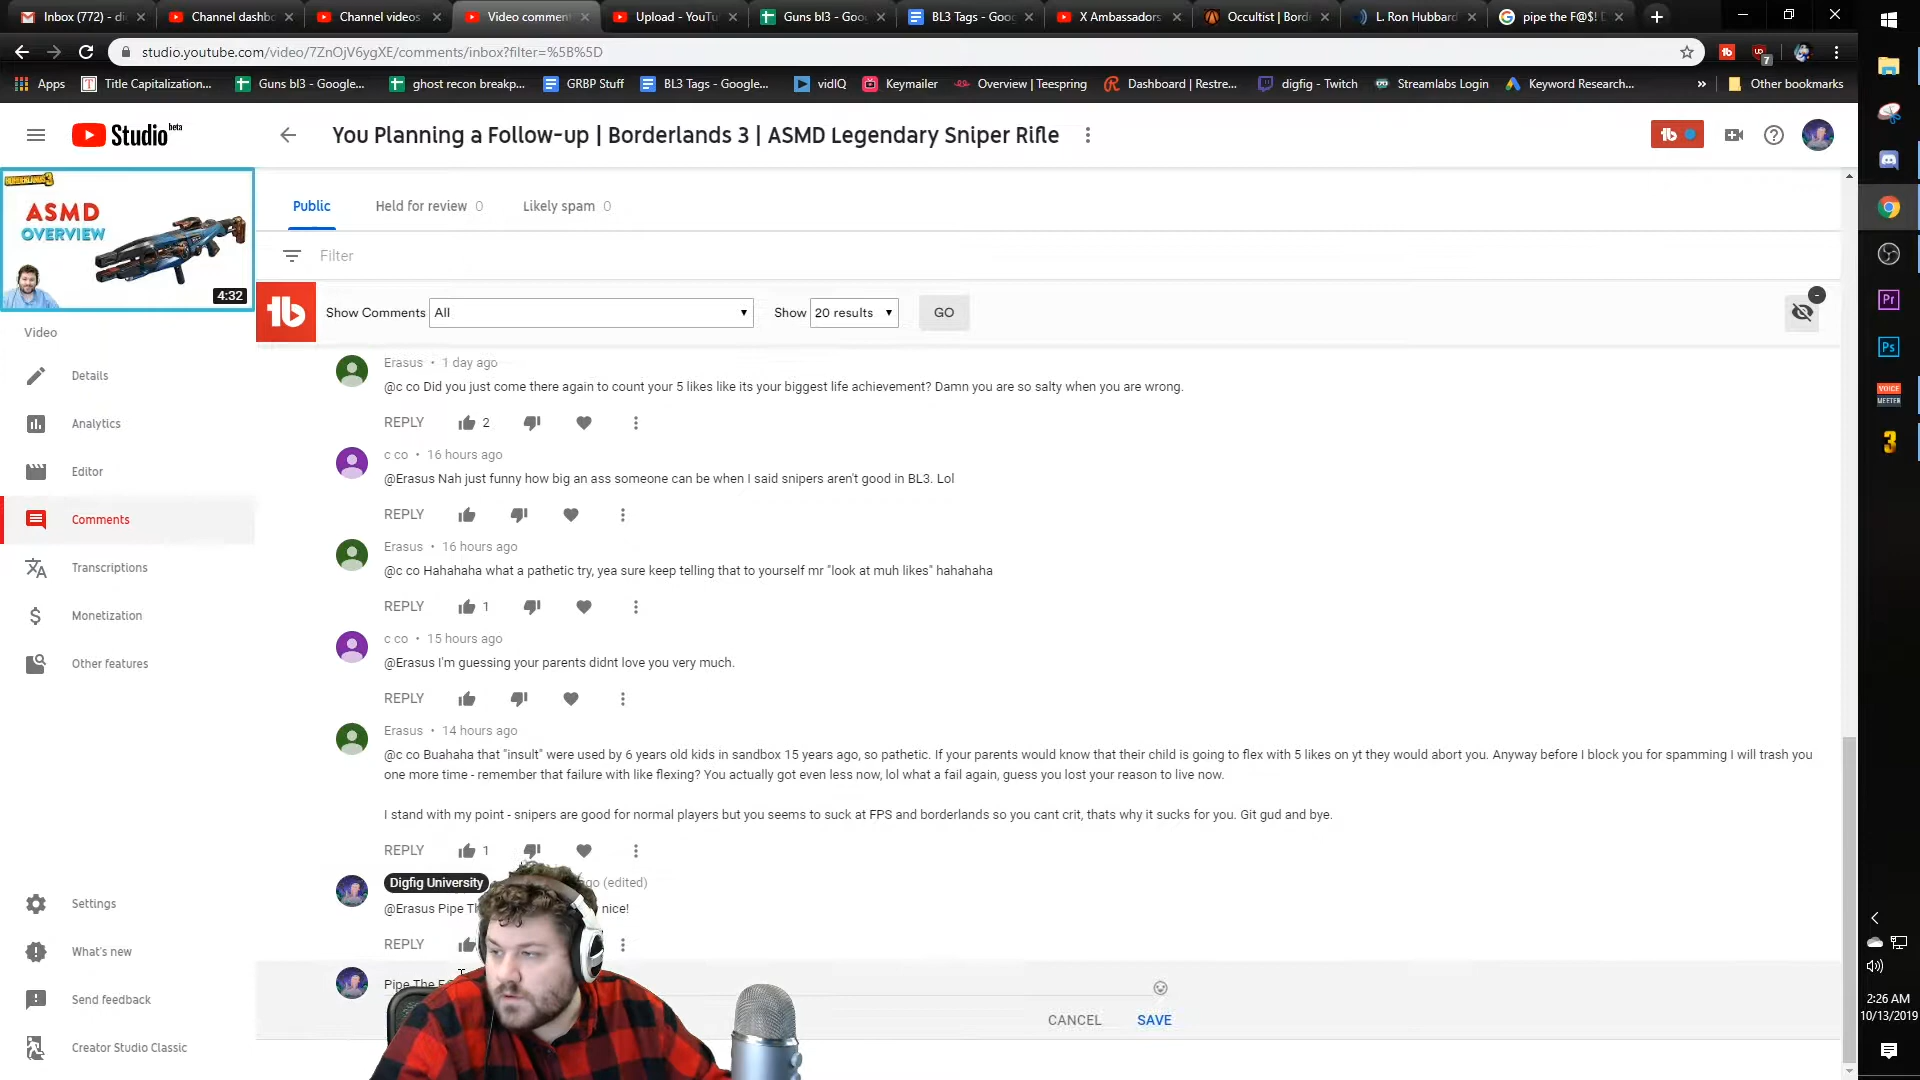 Inbox (772) - di
Channel dashb
Channel videos
Video comment
Upload - YouTu
Guns bl3 - Goo
BL3 Tags - Goog
X Ambassadors
Occultist | Bord
L. Ron Hubbard
pipe the F@$! D
studio.youtube.com/video/7ZnOjV6ygXE/comments/inbox?filter=%5B%5D
7
Apps
Title Capitalization...
Guns bl3 - Google...
ghost recon breakp...
GRBP Stuff
BL3 Tags - Google...
vidIQ
Keymailer
Overview | Teespring
Dashboard | Restre...
digfig - Twitch
Streamlabs Login
Keyword Research...
»
Other bookmarks
Studio beta
You Planning a Follow-up | Borderlands 3 | ASMD Legendary Sniper Rifle
BORDERLANDS 3
ASMD
OVERVIEW
4:32
Public
Held for review 0
Likely spam 0
Filter
Show Comments All
Show 20 results
GO
Video
Details
Analytics
Editor
Comments
Transcriptions
Monetization
Other features
Settings
What's new
Send feedback
Creator Studio Classic
Erasus • 1 day ago
@c co Did you just come there again to count your 5 likes like its your biggest life achievement? Damn you are so salty when you are wrong.
REPLY 2
c co • 16 hours ago
@Erasus Nah just funny how big an ass someone can be when I said snipers aren't good in BL3. Lol
REPLY
Erasus • 16 hours ago
@c co Hahahaha what a pathetic try, yea sure keep telling that to yourself mr "look at muh likes" hahahaha
REPLY 1
c co • 15 hours ago
@Erasus I'm guessing your parents didnt love you very much.
REPLY
Erasus • 14 hours ago
@c co Buahaha that "insult" were used by 6 years old kids in sandbox 15 years ago, so pathetic. If your parents would know that their child is going to flex with 5 likes on yt they would abort you. Anyway before I block you for spamming I will trash you
one more time - remember that failure with like flexing? You actually got even less now, lol what a fail again, guess you lost your reason to live now.
I stand with my point - snipers are good for normal players but you seems to suck at FPS and borderlands so you cant crit, thats why it sucks for you. Git gud and bye.
REPLY 1
Digfig University ago (edited)
@Erasus Pipe nice!
REPLY
Pipe The
CANCEL
SAVE
Pr
Ps
VOICE
MEETER
3
2:26 AM
10/13/2019